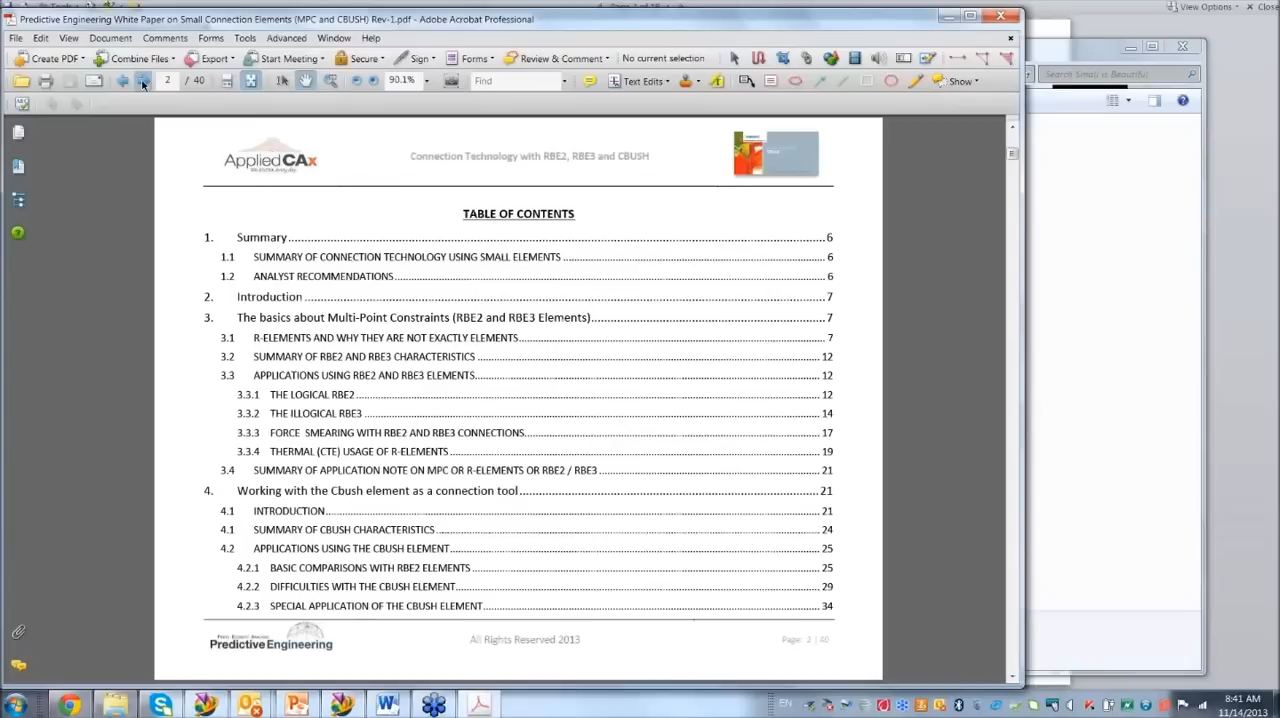 Predictive Engineering White Paper on Small Connection Elements (MPC and CBUSH) Rev-1.pdf - Adobe Acrobat Professional
View Options
Close
File Edit View Document Comments Forms Tools Advanced Window Help
Create PDF Combine Files Export Start Meeting Secure Sign Forms Review & Comment No current selection
2 / 40 90.1% Find Text Edits Show
Search Small is Beautiful
AppliedCAx
Connection Technology with RBE2, RBE3 and CBUSH
TABLE OF CONTENTS
1. Summary 6
1.1 SUMMARY OF CONNECTION TECHNOLOGY USING SMALL ELEMENTS 6
1.2 ANALYST RECOMMENDATIONS 6
2. Introduction 7
3. The basics about Multi-Point Constraints (RBE2 and RBE3 Elements) 7
3.1 R-ELEMENTS AND WHY THEY ARE NOT EXACTLY ELEMENTS 7
3.2 SUMMARY OF RBE2 AND RBE3 CHARACTERISTICS 12
3.3 APPLICATIONS USING RBE2 AND RBE3 ELEMENTS 12
3.3.1 THE LOGICAL RBE2 12
3.3.2 THE ILLOGICAL RBE3 14
3.3.3 FORCE SMEARING WITH RBE2 AND RBE3 CONNECTIONS 17
3.3.4 THERMAL (CTE) USAGE OF R-ELEMENTS 19
3.4 SUMMARY OF APPLICATION NOTE ON MPC OR R-ELEMENTS OR RBE2 / RBE3 21
4. Working with the Cbush element as a connection tool 21
4.1 INTRODUCTION 21
4.1 SUMMARY OF CBUSH CHARACTERISTICS 24
4.2 APPLICATIONS USING THE CBUSH ELEMENT 25
4.2.1 BASIC COMPARISONS WITH RBE2 ELEMENTS 25
4.2.2 DIFFICULTIES WITH THE CBUSH ELEMENT 29
4.2.3 SPECIAL APPLICATION OF THE CBUSH ELEMENT 34
Predictive Engineering
All Rights Reserved 2013
Page: 2 | 40
EN
8:41 AM
11/14/2013